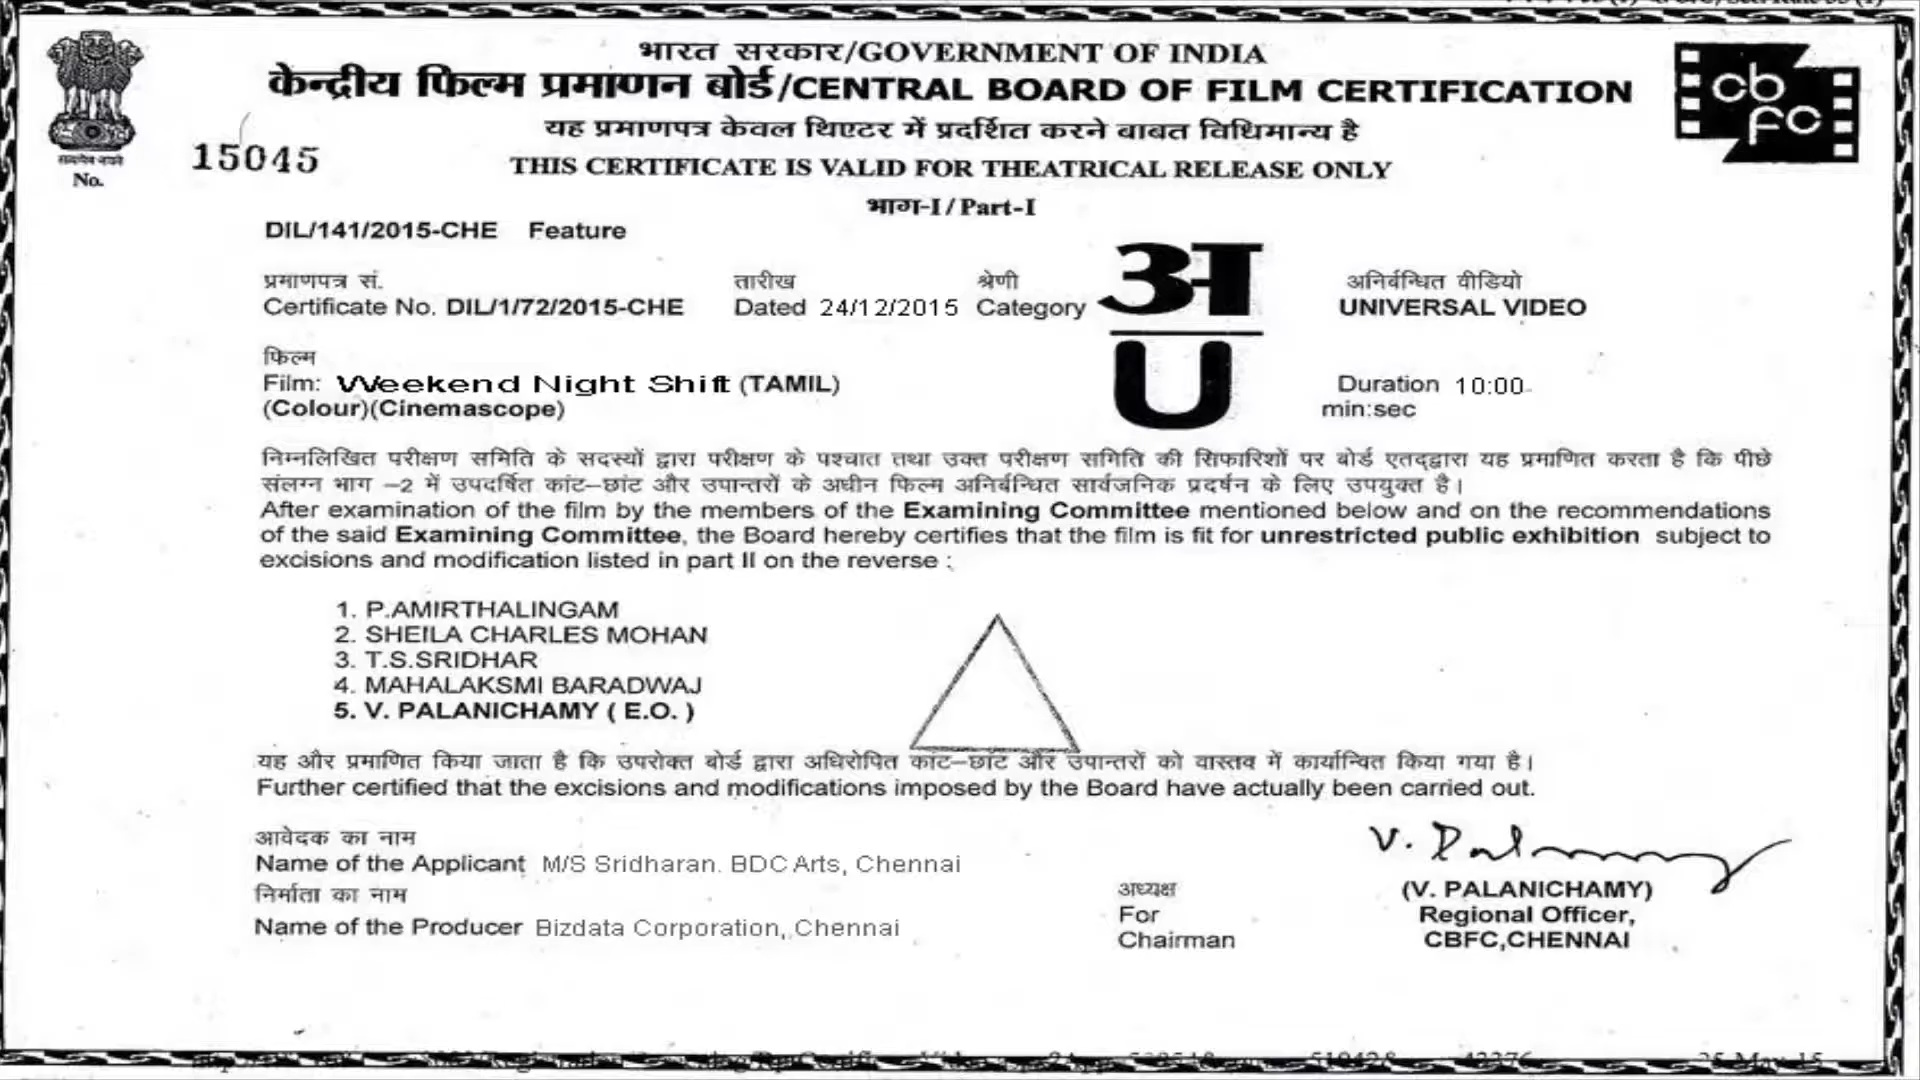 भारत सरकार/GOVERNMENT OF INDIA
केन्द्रीय फिल्म प्रमाणन बोर्ड/CENTRAL BOARD OF FILM CERTIFICATION
cb
fc
यह प्रमाणपत्र केवल थिएटर में प्रदर्शित करने बाबत विधिमान्य है
सत्यमेव जयते
No. 15045
THIS CERTIFICATE IS VALID FOR THEATRICAL RELEASE ONLY
भाग-I/Part-I
DIL/141/2015-CHE Feature
प्रमाणपत्र सं. तारीख श्रेणी अ अनिर्बन्धित वीडियो
Certificate No. DIL/1/72/2015-CHE Dated 24/12/2015 Category UNIVERSAL VIDEO
फिल्म
Film: Weekend Night Shift (TAMIL) U Duration 10:00
(Colour)(Cinemascope) min:sec
निम्नलिखित परीक्षण समिति के सदस्यों द्वारा परीक्षण के पश्चात तथा उक्त परीक्षण समिति की सिफारिशों पर बोर्ड एतद्द्वारा यह प्रमाणित करता है कि पीछे
संलग्न भाग -2 में उपदर्षित कांट-छांट और उपान्तरों के अधीन फिल्म अनिर्बन्धित सार्वजनिक प्रदर्षन के लिए उपयुक्त है।
After examination of the film by the members of the Examining Committee mentioned below and on the recommendations
of the said Examining Committee, the Board hereby certifies that the film is fit for unrestricted public exhibition subject to
excisions and modification listed in part II on the reverse :
1. P.AMIRTHALINGAM
2. SHEILA CHARLES MOHAN
3. T.S.SRIDHAR
4. MAHALAKSMI BARADWAJ
5. V. PALANICHAMY ( E.O. )
यह और प्रमाणित किया जाता है कि उपरोक्त बोर्ड द्वारा अधिरोपित कांट-छांट और उपान्तरों को वास्तव में कार्यान्वित किया गया है।
Further certified that the excisions and modifications imposed by the Board have actually been carried out.
आवेदक का नाम
Name of the Applicant M/S Sridharan. BDC Arts, Chennai
निर्माता का नाम
Name of the Producer Bizdata Corporation, Chennai
अध्यक्ष
For
Chairman
(V. PALANICHAMY)
Regional Officer,
CBFC,CHENNAI